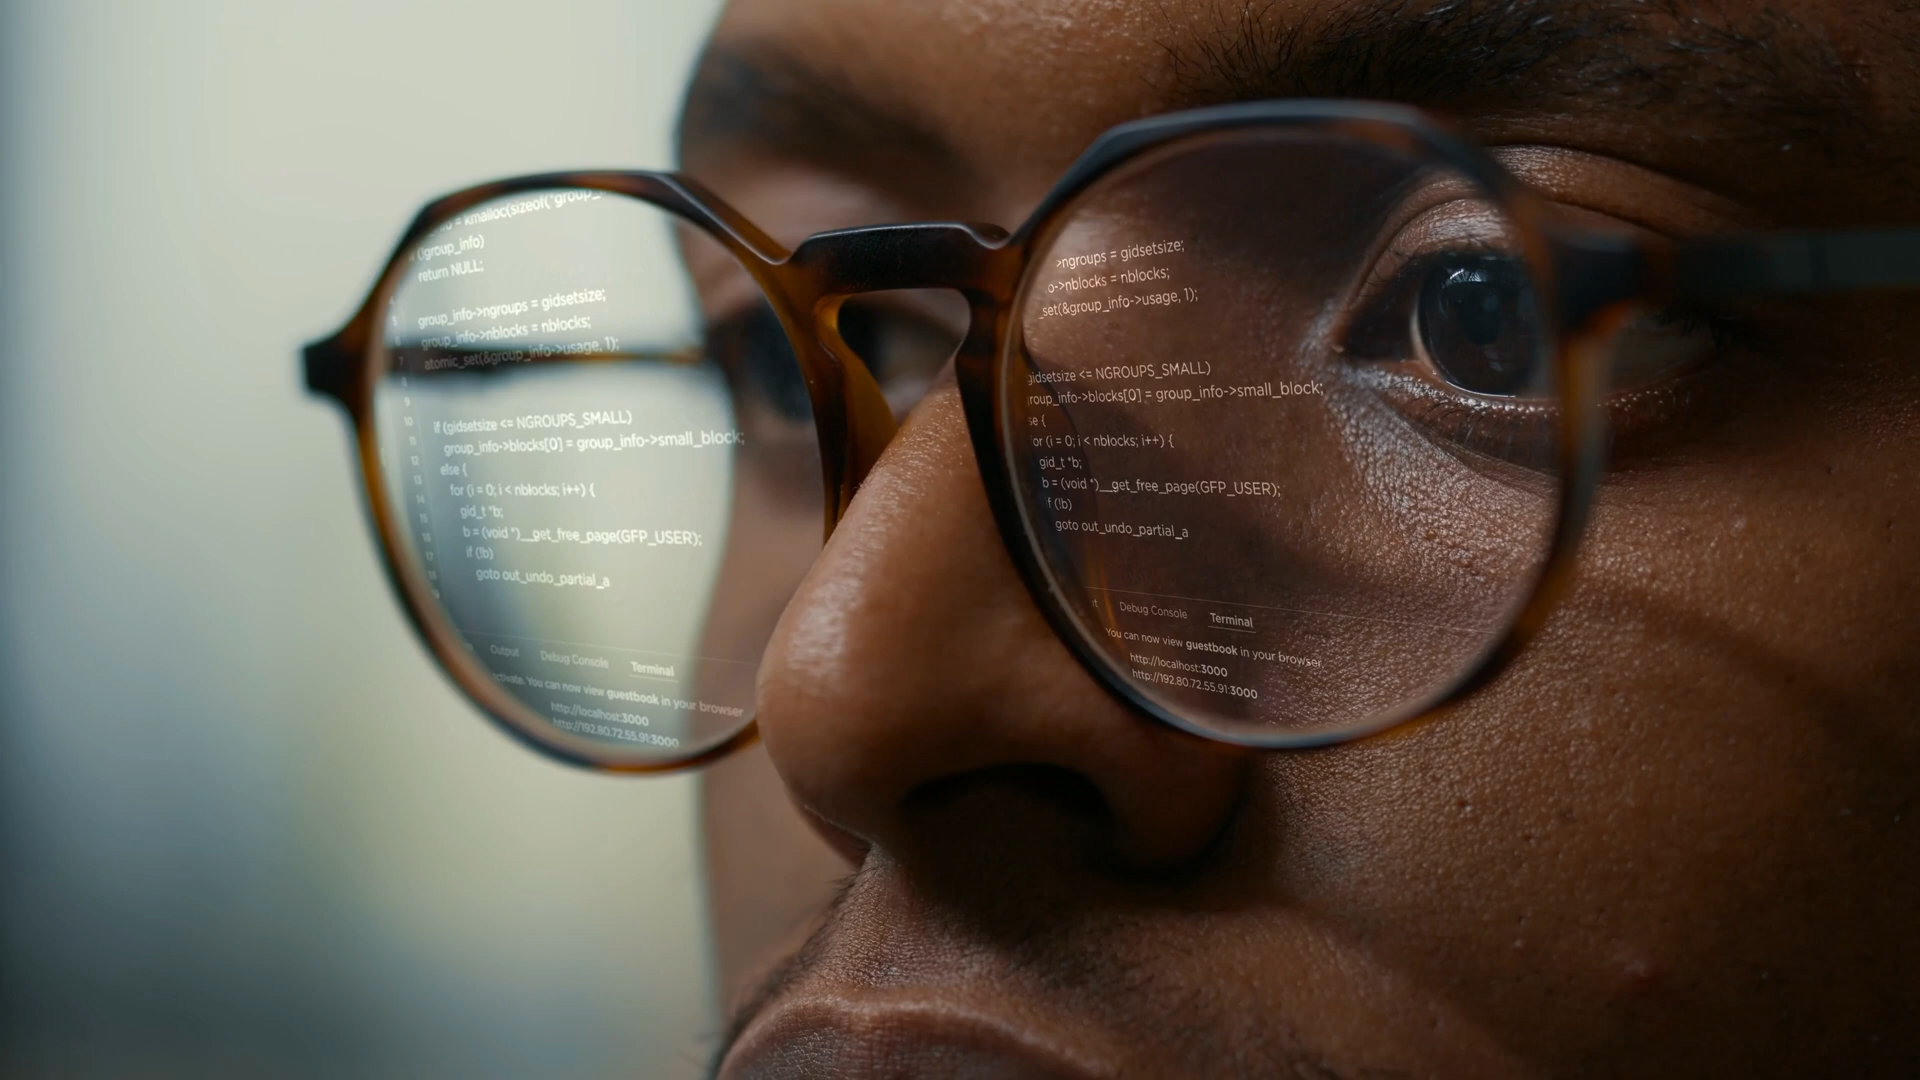 = kmalloc(sizeof(*group_
(!group_info)
return NULL;
group_info->ngroups = gidsetsize;
group_info->nblocks = nblocks;
atomic_set(&group_info->usage, 1);
if (gidsetsize <= NGROUPS_SMALL)
group_info->blocks[0] = group_info->small_block;
else {
for (i = 0; i < nblocks; i++) {
gid_t *b;
b = (void *)__get_free_page(GFP_USER);
if (!b)
goto out_undo_partial_a
Output Debug Console Terminal
You can now view guestbook in your browser
http://localhost:3000
http://192.80.72.55.91:3000
>ngroups = gidsetsize;
o->nblocks = nblocks;
_set(&group_info->usage, 1);
gidsetsize <= NGROUPS_SMALL)
roup_info->blocks[0] = group_info->small_block;
se {
or (i = 0; i < nblocks; i++) {
gid_t *b;
b = (void *)__get_free_page(GFP_USER);
f (!b)
goto out_undo_partial_a
t Debug Console Terminal
You can now view guestbook in your browser
http://localhost:3000
http://192.80.72.55.91:3000